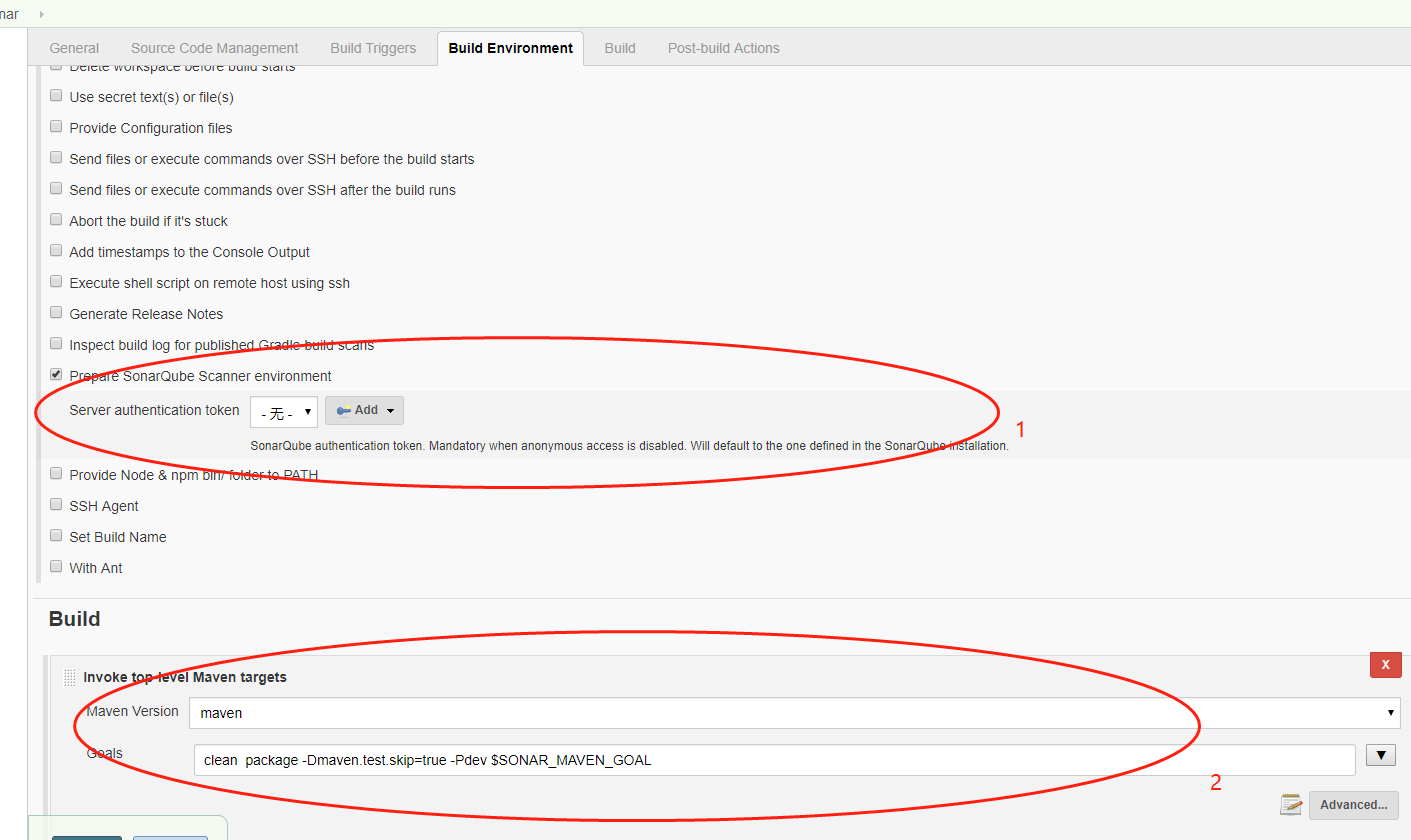 nar
General Source Code Management Build Triggers Build Environment Build Post-build Actions
Delete workspace before build starts
Use secret text(s) or file(s)
Provide Configuration files
Send files or execute commands over SSH before the build starts
Send files or execute commands over SSH after the build runs
Abort the build if it's stuck
Add timestamps to the Console Output
Execute shell script on remote host using ssh
Generate Release Notes
Inspect build log for published Gradle build scans
Prepare SonarQube Scanner environment
Server authentication token - 无 - Add
1
SonarQube authentication token. Mandatory when anonymous access is disabled. Will default to the one defined in the SonarQube installation.
Provide Node & npm bin/ folder to PATH
SSH Agent
Set Build Name
With Ant
Build
X
Invoke top-level Maven targets
Maven Version maven
Goals clean  package -Dmaven.test.skip=true -Pdev $SONAR_MAVEN_GOAL
2
Advanced...